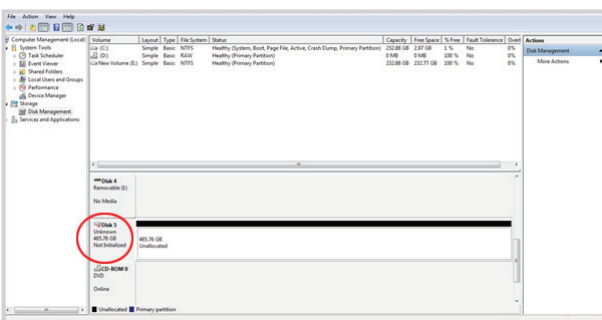 File Action View Help
Computer Management (Local)
System Tools
Task Scheduler
Event Viewer
Shared Folders
Local Users and Groups
Performance
Device Manager
Storage
Disk Management
Services and Applications
Volume Layout Type File System Status Capacity Free Space % Free Fault Tolerance Overl
(C:) Simple Basic NTFS Healthy (System, Boot, Page File, Active, Crash Dump, Primary Partition) 232.88 GB 2.97 GB 1 % No 0%
(D:) Simple Basic RAW Healthy (Primary Partition) 0 MB 0 MB 100 % No 0%
New Volume (E:) Simple Basic NTFS Healthy (Primary Partition) 232.88 GB 232.77 GB 100 % No 0%
Actions
Disk Management
More Actions
Disk 4
Removable
No Media
Disk 5
Unknown
465.76 GB
Not Initialized
465.76 GB
Unallocated
CD-ROM 0
DVD
Online
Unallocated Primary partition